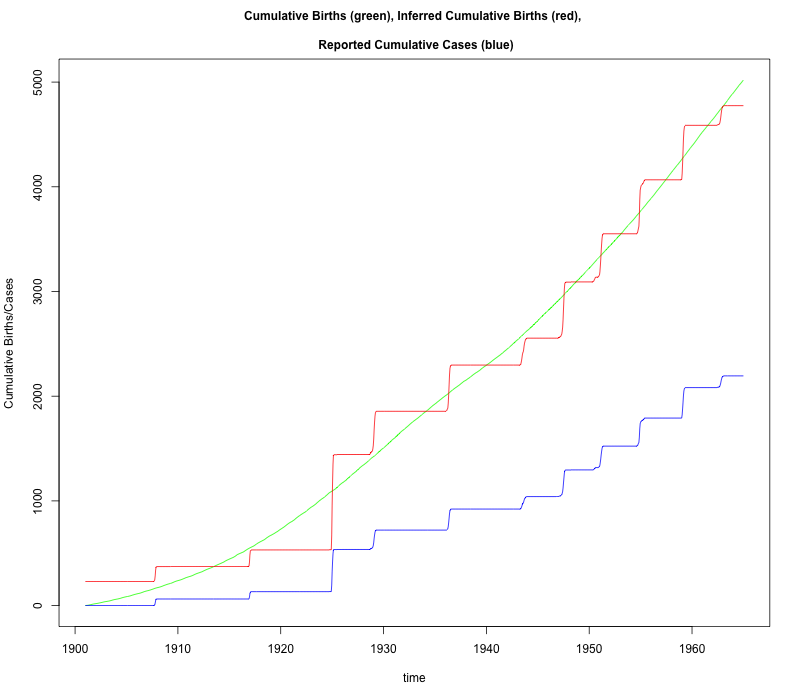 Cumulative Births (green), Inferred Cumulative Births (red),
Reported Cumulative Cases (blue)
Cumulative Births/Cases
5000
4000
3000
2000
1000
0
1900 1910 1920 1930 1940 1950 1960
time